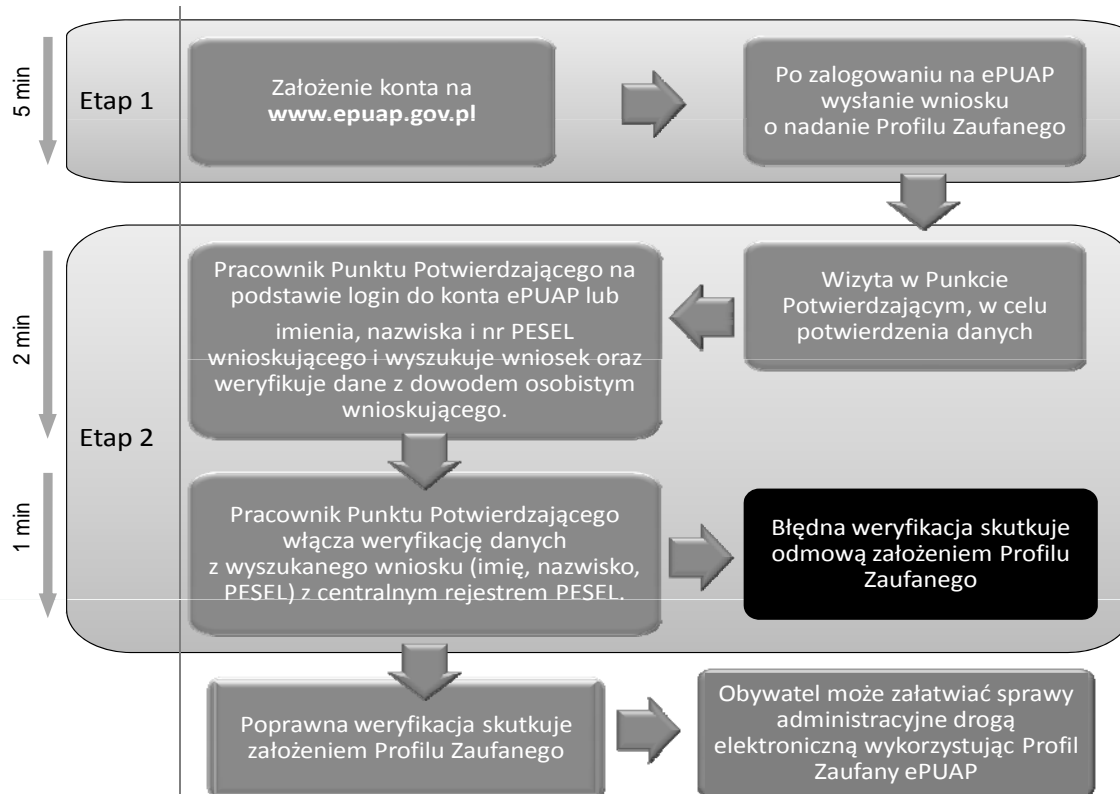 5 min
Etap 1
Założenie konta na
www.epuap.gov.pl
Po zalogowaniu na ePUAP
wysłanie wniosku
o nadanie Profilu Zaufanego
2 min
Etap 2
Wizyta w Punkcie
Potwierdzającym, w celu
potwierdzenia danych
Pracownik Punktu Potwierdzającego na
podstawie login do konta ePUAP lub
imienia, nazwiska i nr PESEL
wnioskującego i wyszukuje wniosek oraz
weryfikuje dane z dowodem osobistym
wnioskującego.
1 min
Pracownik Punktu Potwierdzającego
włącza weryfikację danych
z wyszukanego wniosku (imię, nazwisko,
PESEL) z centralnym rejestrem PESEL.
Błędna weryfikacja skutkuje
odmową założeniem Profilu
Zaufanego
Poprawna weryfikacja skutkuje
założeniem Profilu Zaufanego
Obywatel może załatwiać sprawy
administracyjne drogą
elektroniczną wykorzystując Profil
Zaufany ePUAP